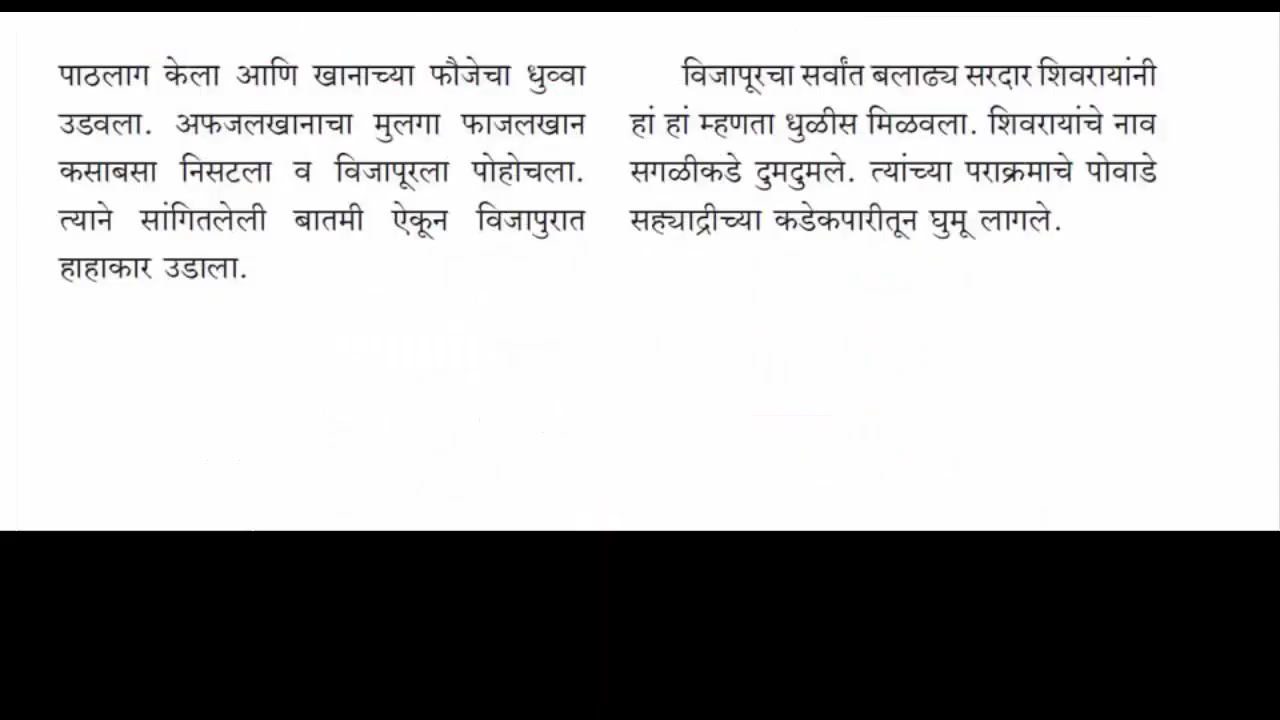 पाठलाग केला आणि खानाच्या फौजेचा धुव्वा
उडवला. अफजलखानाचा मुलगा फाजलखान
कसाबसा निसटला व विजापूरला पोहोचला.
त्याने सांगितलेली बातमी ऐकून विजापुरात
हाहाकार उडाला.
विजापूरचा सर्वांत बलाढ्य सरदार शिवरायांनी
हां हां म्हणता धुळीस मिळवला. शिवरायांचे नाव
सगळीकडे दुमदुमले. त्यांच्या पराक्रमाचे पोवाडे
सह्याद्रीच्या कडेकपारीतून घुमू लागले.